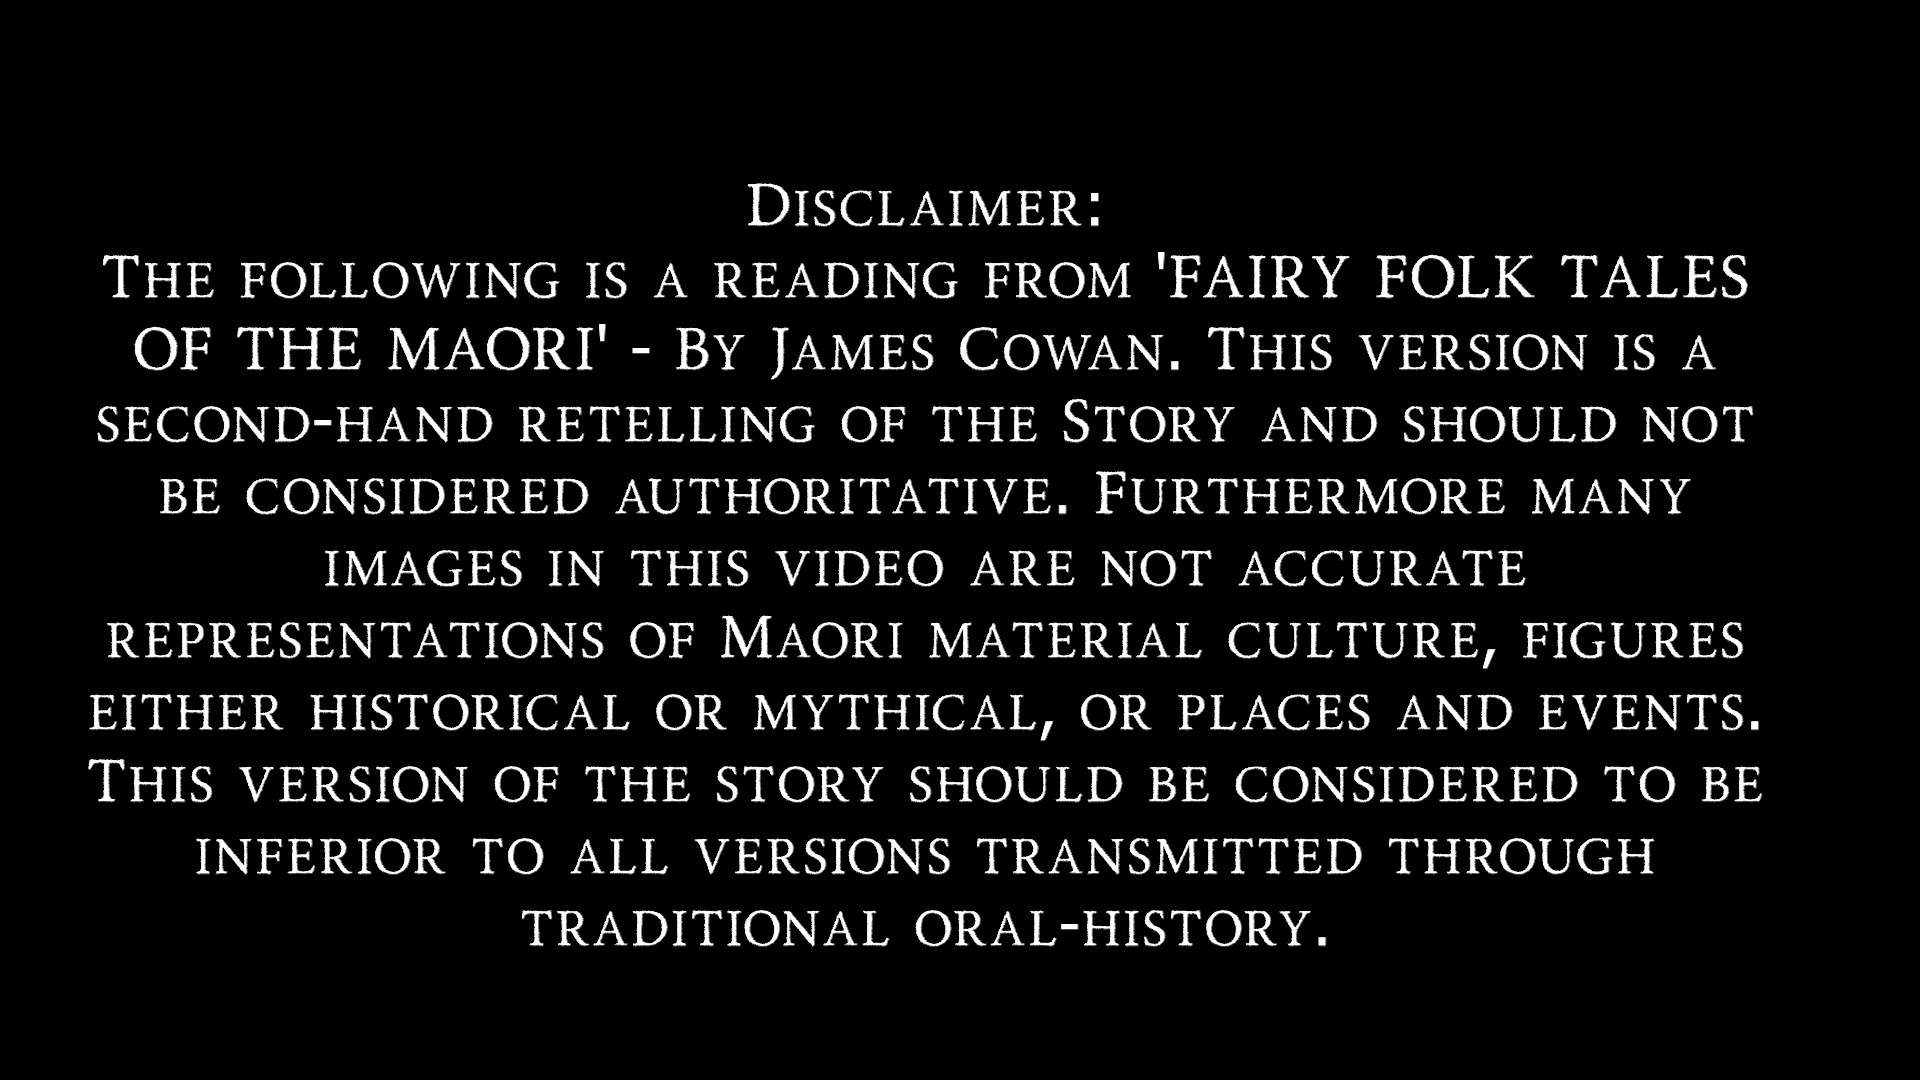 Disclaimer:
The following is a reading from 'FAIRY FOLK TALES
OF THE MAORI' - By James Cowan. This version is a
second-hand retelling of the Story and should not
be considered authoritative. Furthermore many
images in this video are not accurate
representations of Maori material culture, figures
either historical or mythical, or places and events.
This version of the story should be considered to be
inferior to all versions transmitted through
traditional oral-history.